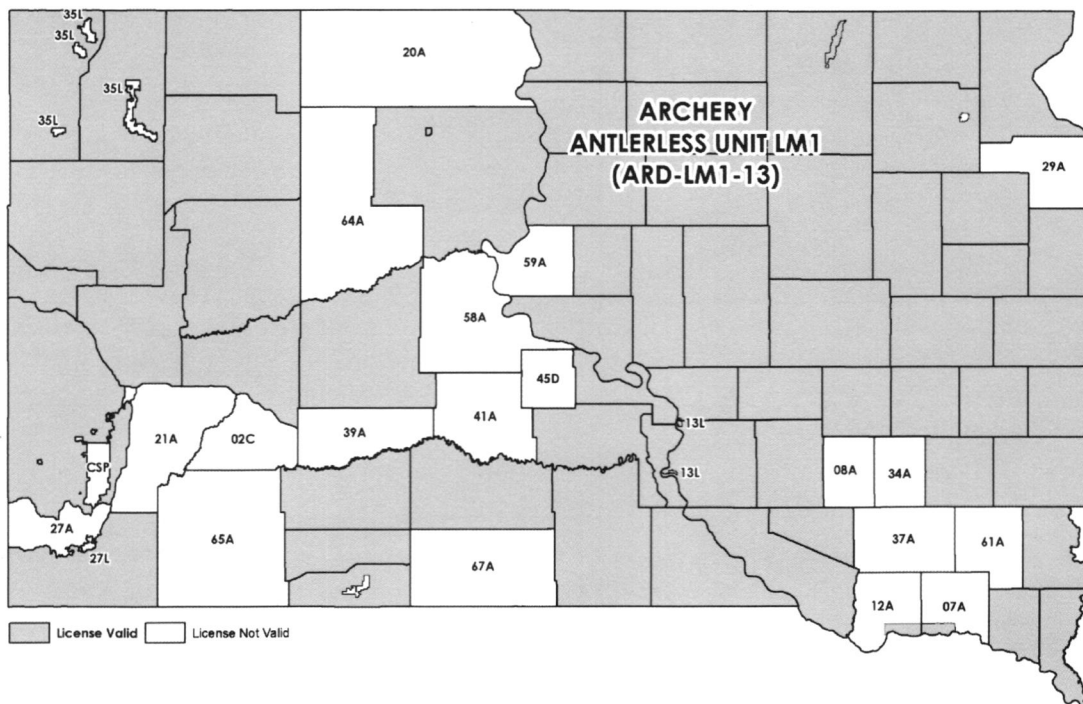 35L
35L
20A
35L
35L
ARCHERY
ANTLERLESS UNIT LM1
(ARD-LM1-13)
29A
64A
59A
58A
45D
21A
02C
39A
41A
13L
CSP
13L
08A
34A
27A
27L
65A
67A
37A
61A
12A
07A
License Valid
License Not Valid